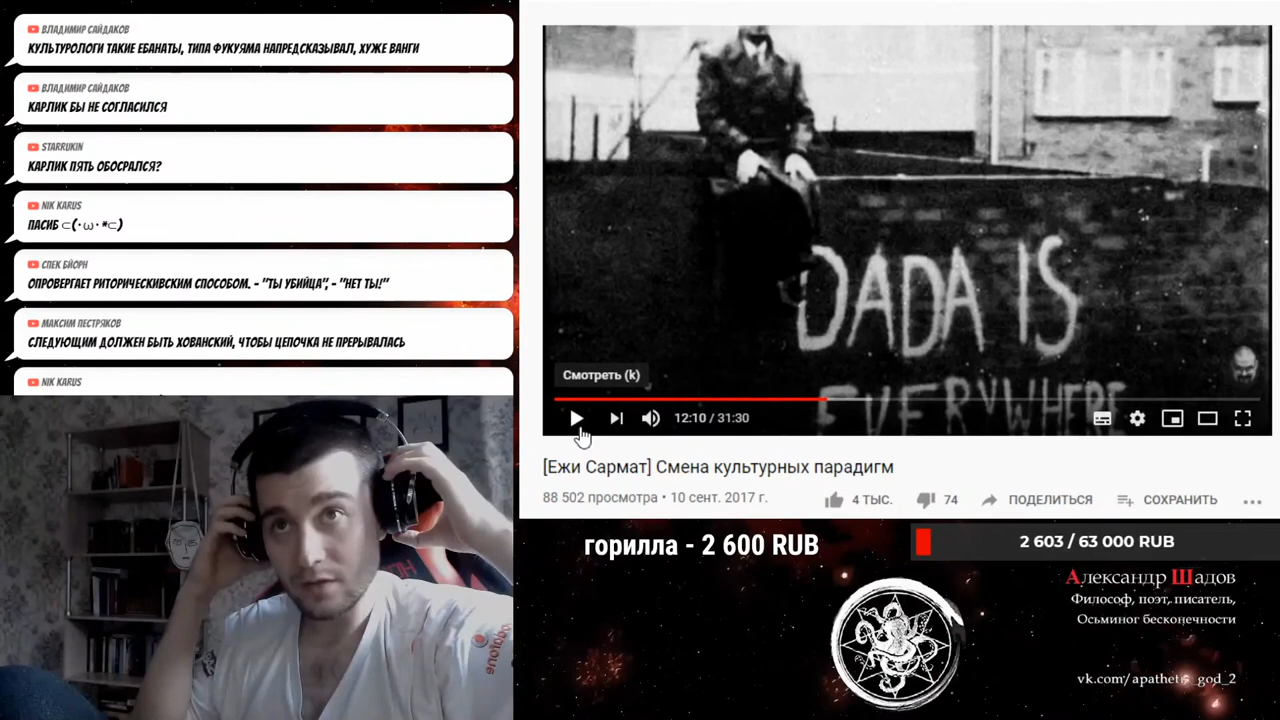 ВЛАДИМИР САЙДАКОВ
КУЛЬТУРОЛОГИ ТАКИЕ ЕБАНАТЫ, ТИПА ФУКУЯМА НАПРЕДСКАЗЫВАЛ, ХУЖЕ ВАНГИ
ВЛАДИМИР САЙДАКОВ
КАРЛИК БЫ НЕ СОГЛАСИЛСЯ
STARRUKIN
КАРЛИК ПЯТЬ ОБОСРАЛСЯ?
NIK KARUS
ПАСИБ ⊂(･ω･*⊂)
СПЕК БЙОРН
ОПРОВЕРГАЕТ РИТОРИЧЕСКИВСКИМ СПОСОБОМ. - "ТЫ УБИЙЦА", - "НЕТ ТЫ!"
МАКСИМ ПЕСТРЯКОВ
СЛЕДУЮЩИМ ДОЛЖЕН БЫТЬ ХОВАНСКИЙ, ЧТОБЫ ЦЕПОЧКА НЕ ПРЕРЫВАЛАСЬ
NIK KARUS
DADA IS
EVERYWHERE
Смотреть (k)
12:10 / 31:30
[Ежи Сармат] Смена культурных парадигм
88 502 просмотра • 10 сент. 2017 г.
4 ТЫС.
74
ПОДЕЛИТЬСЯ
СОХРАНИТЬ
горилла - 2 600 RUB
2 603 / 63 000 RUB
Александр Шадов
Философ, поэт, писатель,
Осьминог бесконечности
vk.com/apathetic_god_2